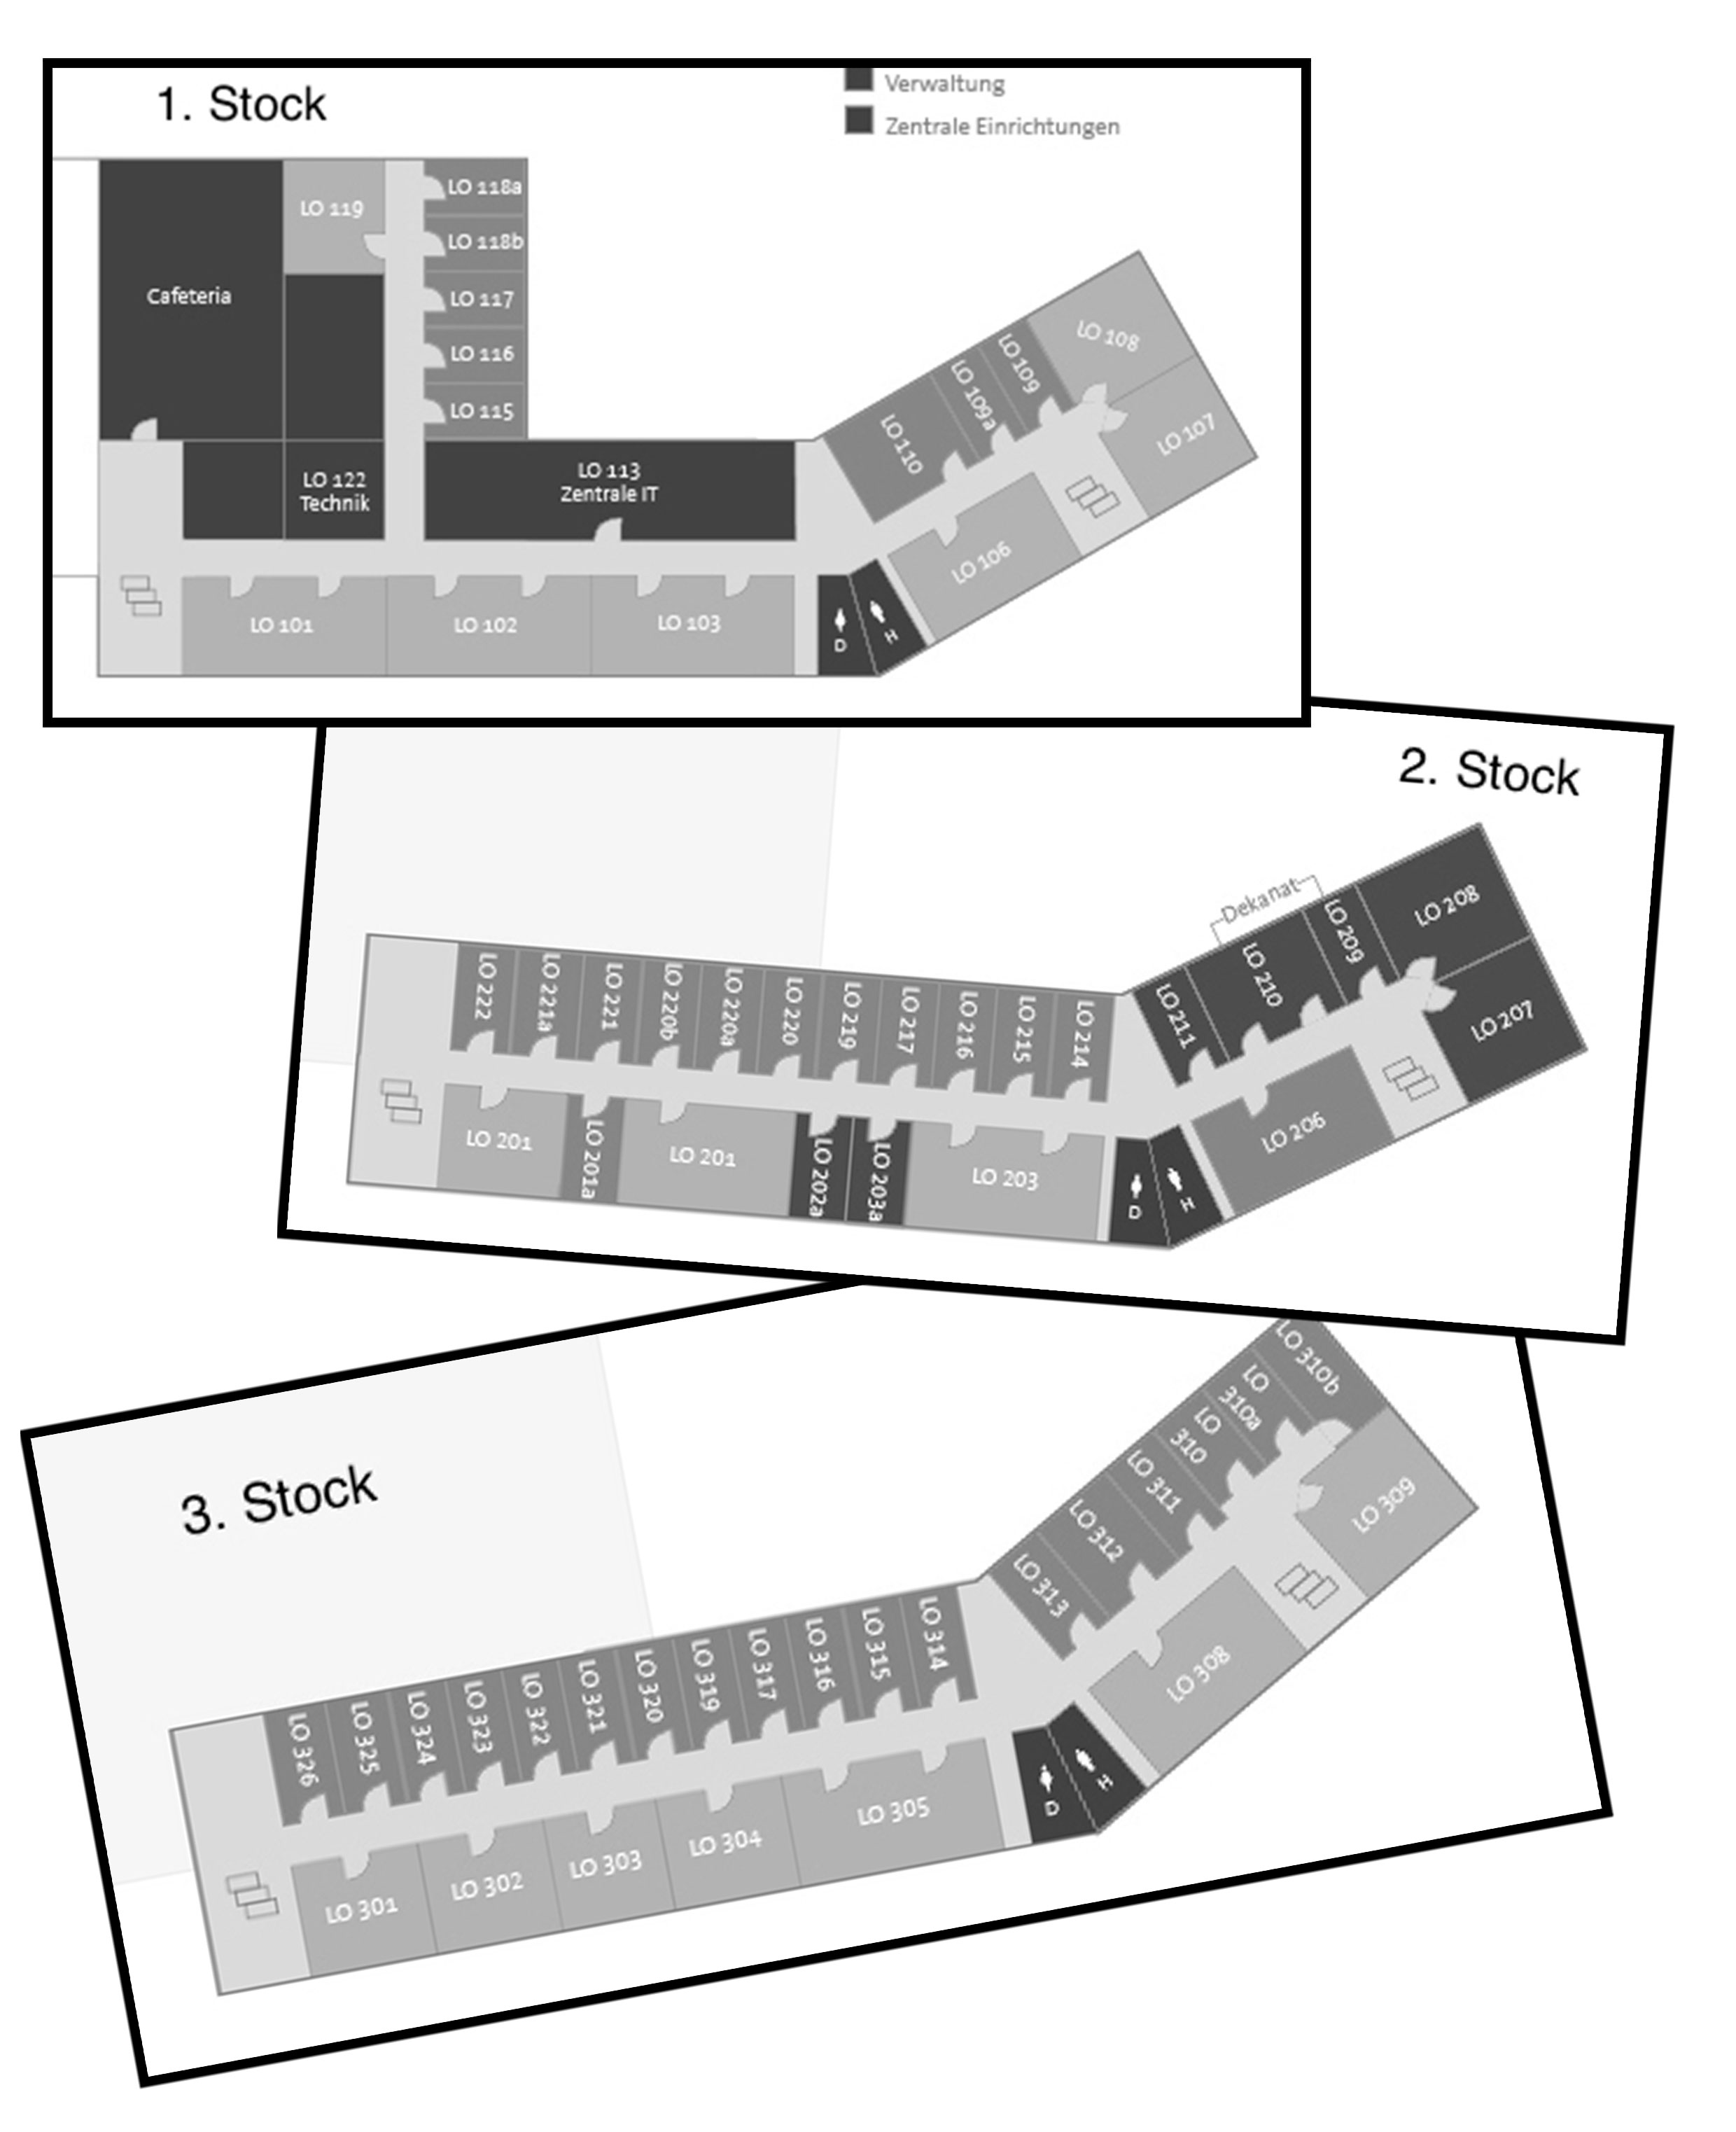 1. Stock
Verwaltung
Zentrale Einrichtungen
LO 118a
LO 119
LO 118b
Cafeteria
LO 117
LO 116
LO 115
LO 108
LO 109
LO 109a
LO 110
LO 107
LO 113
Zentrale IT
LO 122
Technik
LO 106
LO 101
LO 102
LO 103
D
H
2. Stock
Dekanat
LO 222
LO 221a
LO 221
LO 220b
LO 220a
LO 220
LO 219
LO 217
LO 216
LO 215
LO 214
LO 211
LO 210
LO 209
LO 208
LO 207
LO 201
LO 201a
LO 201
LO 202a
LO 203a
LO 203
D
H
LO 206
3. Stock
LO 326
LO 325
LO 324
LO 323
LO 322
LO 321
LO 320
LO 319
LO 317
LO 316
LO 315
LO 314
LO 313
LO 312
LO 311
LO
310
LO
310a
LO 310b
LO 309
LO 301
LO 302
LO 303
LO 304
LO 305
D
H
LO 308